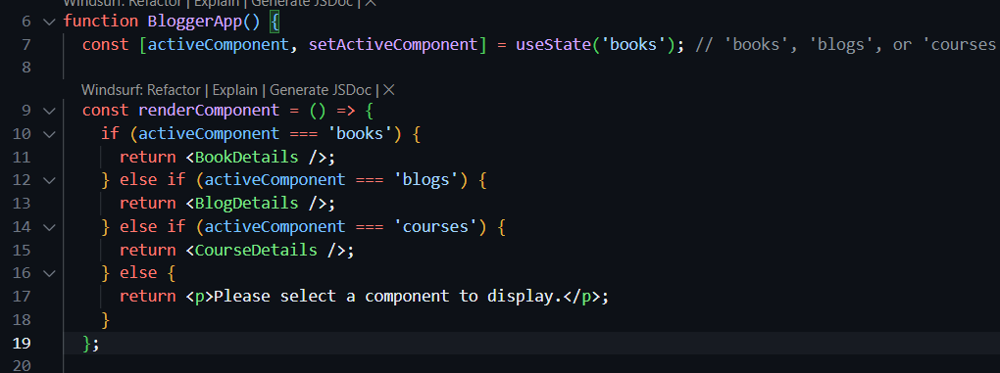 Windsurf: Refactor | Explain | Generate JSDoc | ×
6 function BloggerApp() {
7 const [activeComponent, setActiveComponent] = useState('books'); // 'books', 'blogs', or 'courses
8
Windsurf: Refactor | Explain | Generate JSDoc | ×
9 const renderComponent = () => {
10 if (activeComponent === 'books') {
11 return <BookDetails />;
12 } else if (activeComponent === 'blogs') {
13 return <BlogDetails />;
14 } else if (activeComponent === 'courses') {
15 return <CourseDetails />;
16 } else {
17 return <p>Please select a component to display.</p>;
18 }
19 };
20